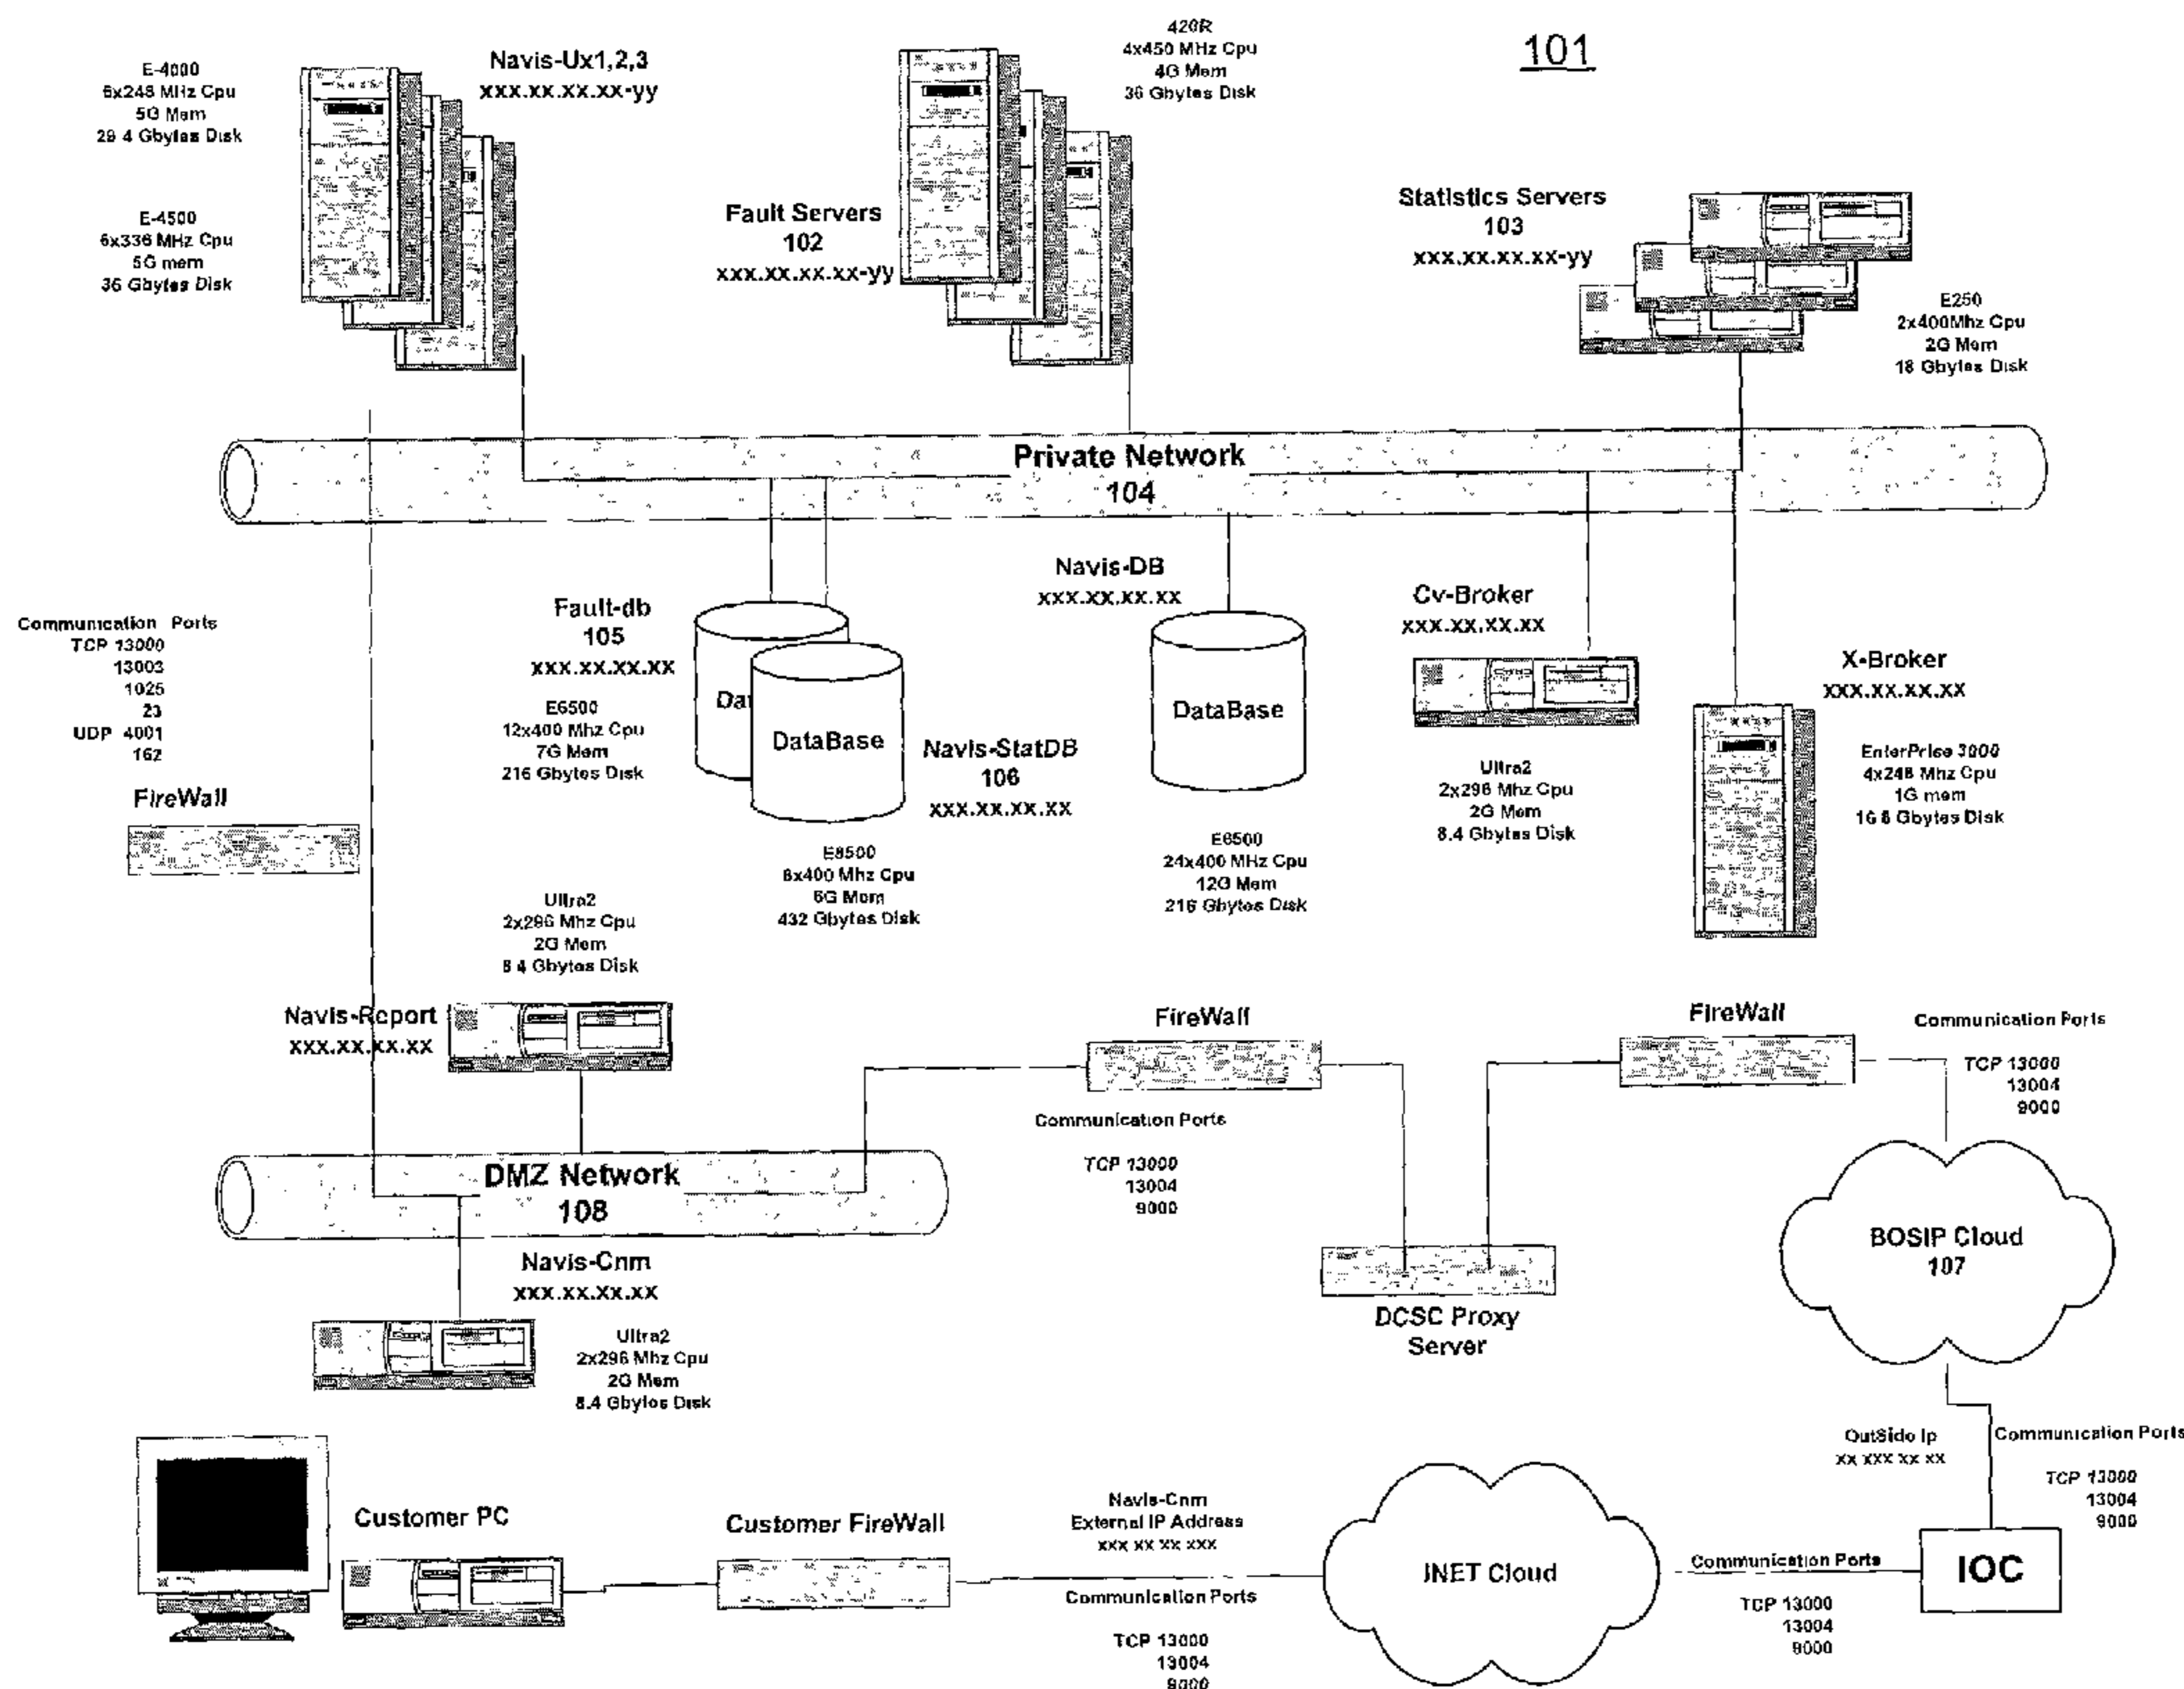 101
E-4000
6x248 MHz Cpu
5G Mem
29 4 Gbytes Disk
E-4500
6x336 MHz Cpu
5G mem
36 Gbytes Disk
Navis-Ux1,2,3
xxx.xx.xx.xx-yy
420R
4x450 MHz Cpu
4G Mem
36 Gbytes Disk
Fault Servers
102
xxx.xx.xx.xx-yy
Statistics Servers
103
xxx.xx.xx.xx-yy
E250
2x400Mhz Cpu
2G Mem
18 Gbytes Disk
Private Network
104
Communication Ports
TCP 13000
13003
1025
23
UDP 4001
162
FireWall
Fault-db
105
xxx.xx.xx.xx
E6500
12x400 Mhz Cpu
7G Mem
216 Gbytes Disk
Dat
DataBase
Navis-StatDB
106
xxx.xx.xx.xx
6x400 Mhz Cpu
6G Mem
432 Gbytes Disk
Navis-DB
xxx.xx.xx.xx
DataBase
E6500
24x400 MHz Cpu
12G Mem
216 Gbytes Disk
Cv-Broker
xxx.xx.xx.xx
Ultra2
2x296 Mhz Cpu
2G Mem
8.4 Gbytes Disk
X-Broker
xxx.xx.xx.xx
EnterPrise 3000
4x248 Mhz Cpu
1G mem
16 8 Gbytes Disk
Ultra2
2x296 Mhz Cpu
2G Mem
8 4 Gbytes Disk
Navis-Report
xxx.xx.xx.xx
DMZ Network
108
Navis-Cnm
xxx.xx.xx.xx
Ultra2
2x296 Mhz Cpu
2G Mem
8.4 Gbytes Disk
FireWall
Communication Ports
TCP 13000
13004
9000
DCSC Proxy
Server
FireWall
Communication Ports
TCP 13000
13004
9000
BOSIP Cloud
107
OutSide Ip
xx xxx xx xx
Communication Ports
TCP 13000
13004
9000
IOC
Customer PC
Customer FireWall
Navis-Cnm
External IP Address
xxx xx xx xxx
Communication Ports
TCP 13000
13004
9000
INET Cloud
Communication Ports
TCP 13000
13004
9000